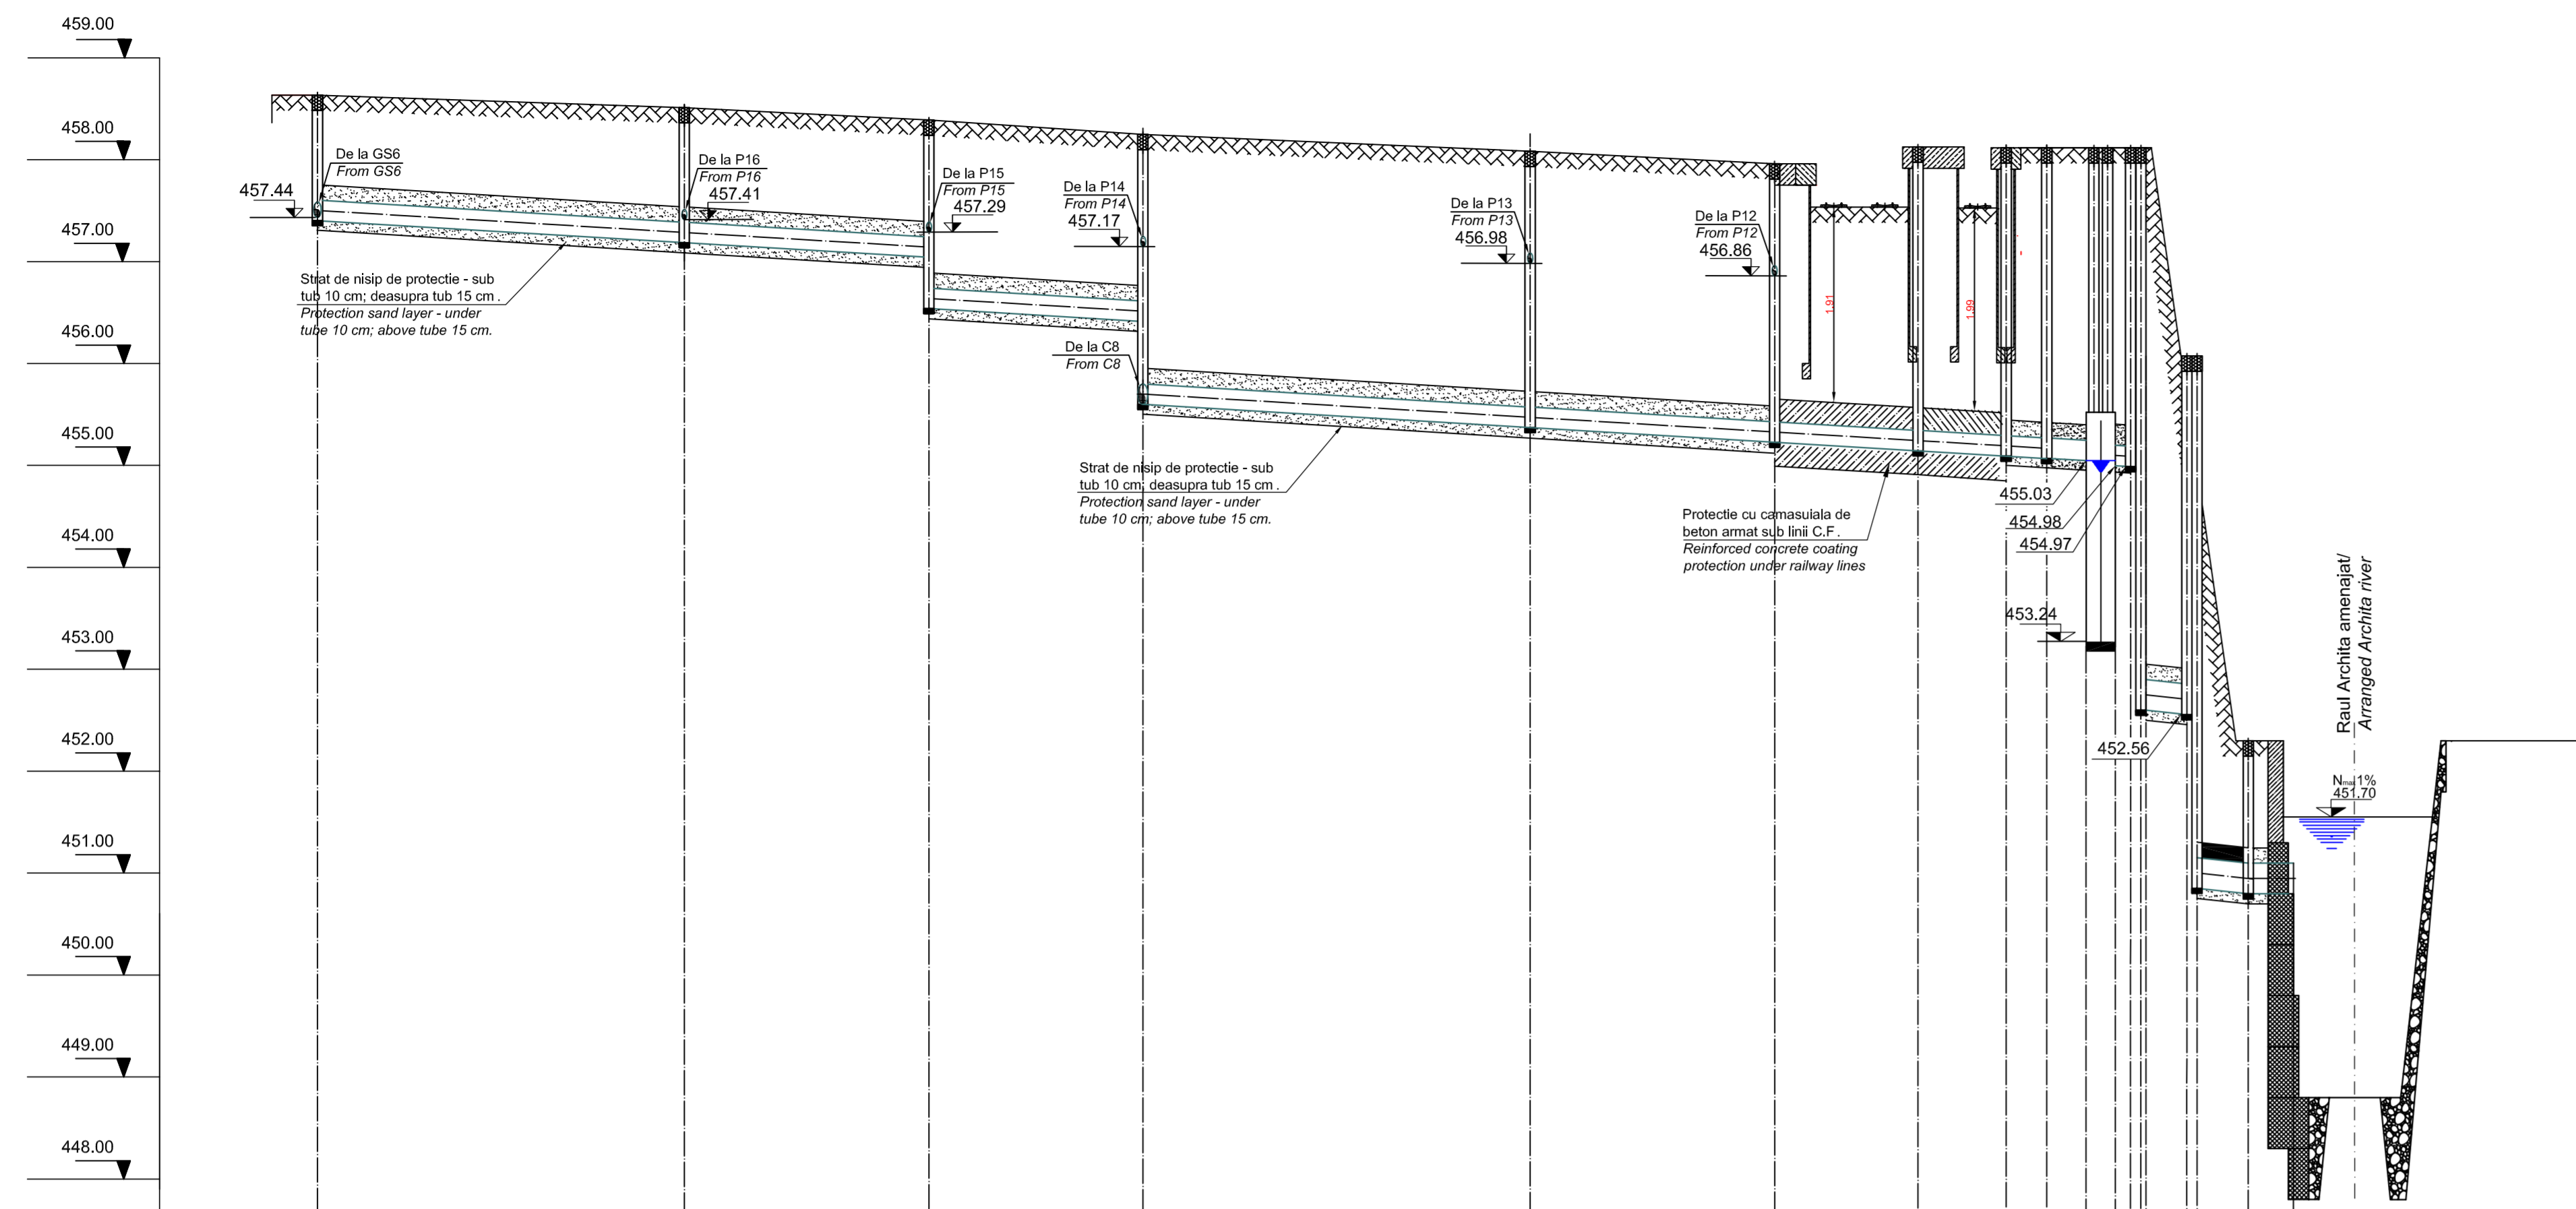 459.00
458.00
457.00
456.00
455.00
454.00
453.00
452.00
451.00
450.00
449.00
448.00
457.44
De la GS6
From GS6
Strat de nisip de protectie - sub
tub 10 cm; deasupra tub 15 cm .
Protection sand layer - under
tube 10 cm; above tube 15 cm.
De la P16
From P16
457.41
De la P15
From P15
457.29
De la P14
From P14
457.17
De la C8
From C8
Strat de nisip de protectie - sub
tub 10 cm; deasupra tub 15 cm .
Protection sand layer - under
tube 10 cm; above tube 15 cm.
De la P13
From P13
456.98
De la P12
From P12
456.86
1.91
1.99
Protectie cu camasuiala de
beton armat sub linii C.F .
Reinforced concrete coating
protection under railway lines
455.03
454.98
454.97
453.24
452.56
Raul Archita amenajat/
Arranged Archita river
Nmax1%
451.70